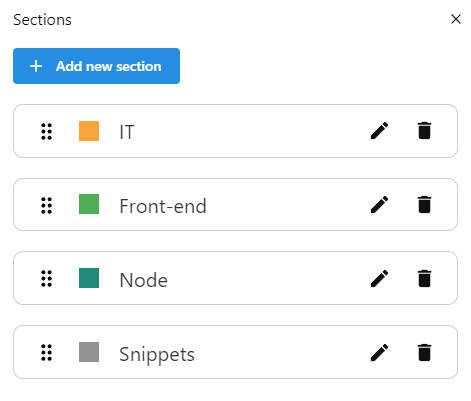 Sections
Add new section
IT
Front-end
Node
Snippets